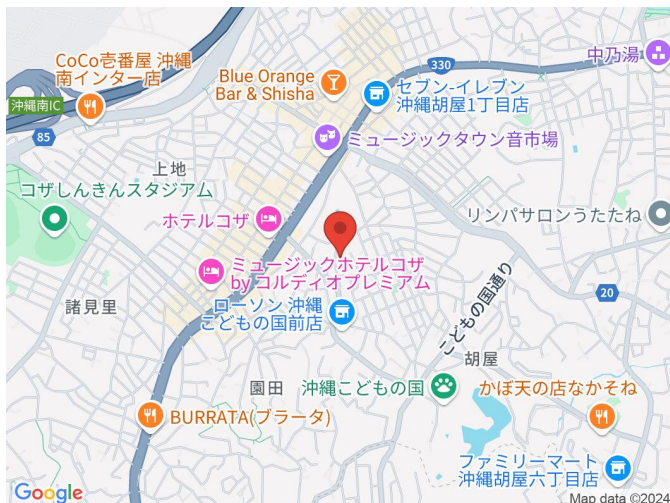 CoCo壱番屋 沖縄
南インター店
沖縄南IC
85
Blue Orange
Bar & Shisha
330
中乃湯
セブン-イレブン
沖縄胡屋1丁目店
ミュージックタウン音市場
上地
コザしんきんスタジアム
ホテルコザ
リンパサロンうたたね
ミュージックホテルコザ
by コルディオプレミアム
諸見里
ローソン 沖縄
こどもの国前店
こどもの国通り
20
胡屋
園田
沖縄こどもの国
かぼ天の店なかそね
BURRATA(ブラータ)
ファミリーマート
沖縄胡屋六丁目店
Google
Map data ©2024